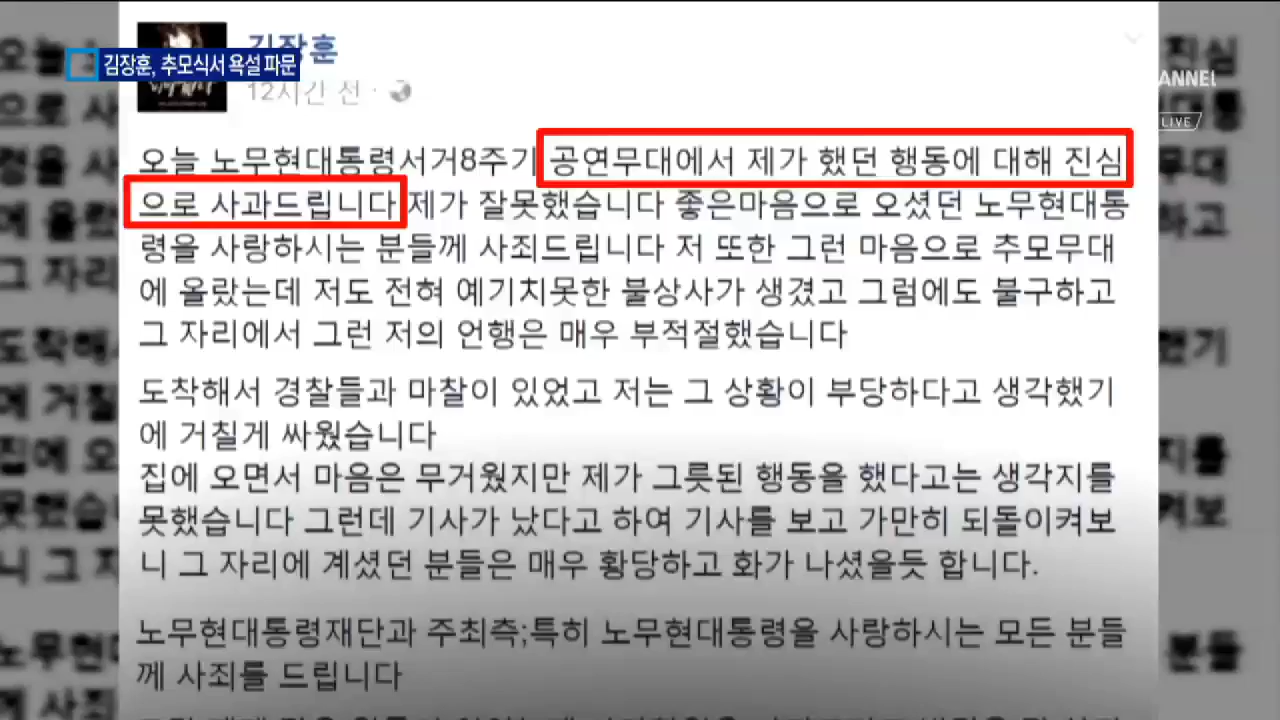 김장훈
김장훈, 추모식서 욕설 파문
12시간 전 ·
ANNEL
LIVE
오늘 노무현대통령서거8주기 공연무대에서 제가 했던 행동에 대해 진심
으로 사과드립니다 제가 잘못했습니다 좋은마음으로 오셨던 노무현대통
령을 사랑하시는 분들께 사죄드립니다 저 또한 그런 마음으로 추모무대
에 올랐는데 저도 전혀 예기치못한 불상사가 생겼고 그럼에도 불구하고
그 자리에서 그런 저의 언행은 매우 부적절했습니다
도착해서 경찰들과 마찰이 있었고 저는 그 상황이 부당하다고 생각했기
에 거칠게 싸웠습니다
집에 오면서 마음은 무거웠지만 제가 그릇된 행동을 했다고는 생각지를
못했습니다 그런데 기사가 났다고 하여 기사를 보고 가만히 되돌이켜보
니 그 자리에 계셨던 분들은 매우 황당하고 화가 나셨을듯 합니다.
노무현대통령재단과 주최측;특히 노무현대통령을 사랑하시는 모든 분들
께 사죄를 드립니다